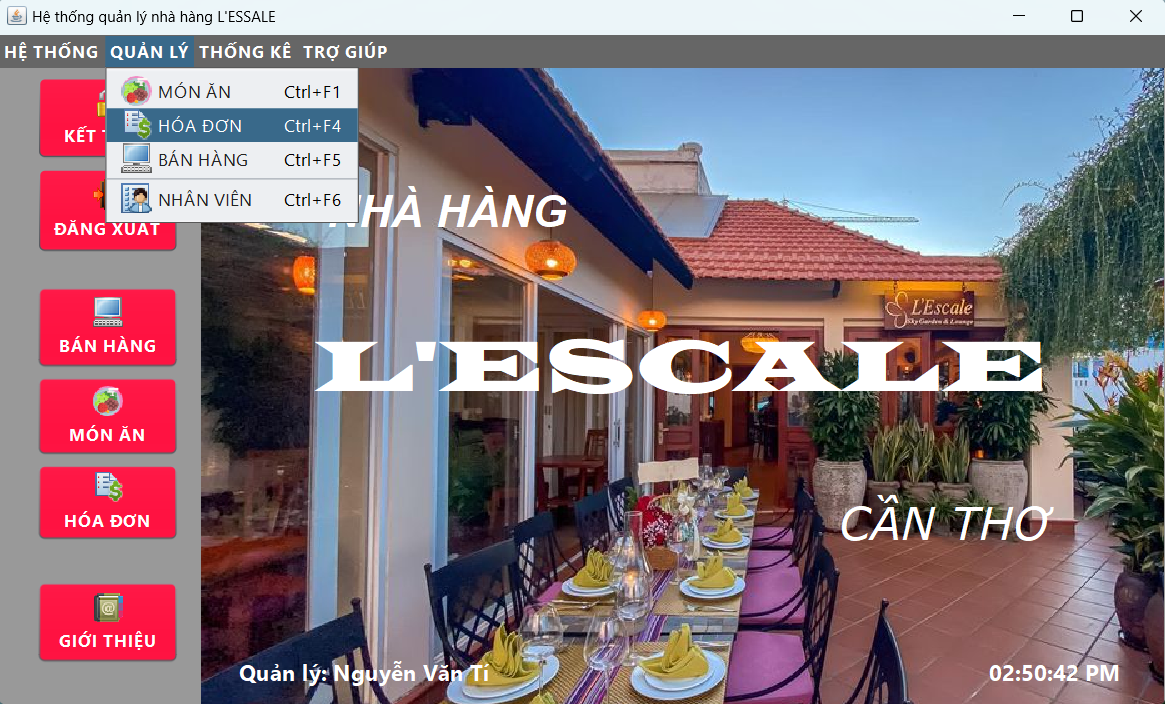 Hệ thống quản lý nhà hàng L'ESSALE
HỆ THỐNG QUẢN LÝ THỐNG KÊ TRỢ GIÚP
MÓN ĂN Ctrl+F1
HÓA ĐƠN Ctrl+F4
BÁN HÀNG Ctrl+F5
NHÂN VIÊN Ctrl+F6
KẾT
ĐĂNG XUẤT
BÁN HÀNG
MÓN ĂN
HÓA ĐƠN
GIỚI THIỆU
NHÀ HÀNG
L'Escale
Sky Garden & Lounge
L'ESCALE
CẦN THƠ
Quản lý: Nguyễn Văn Tí
02:50:42 PM